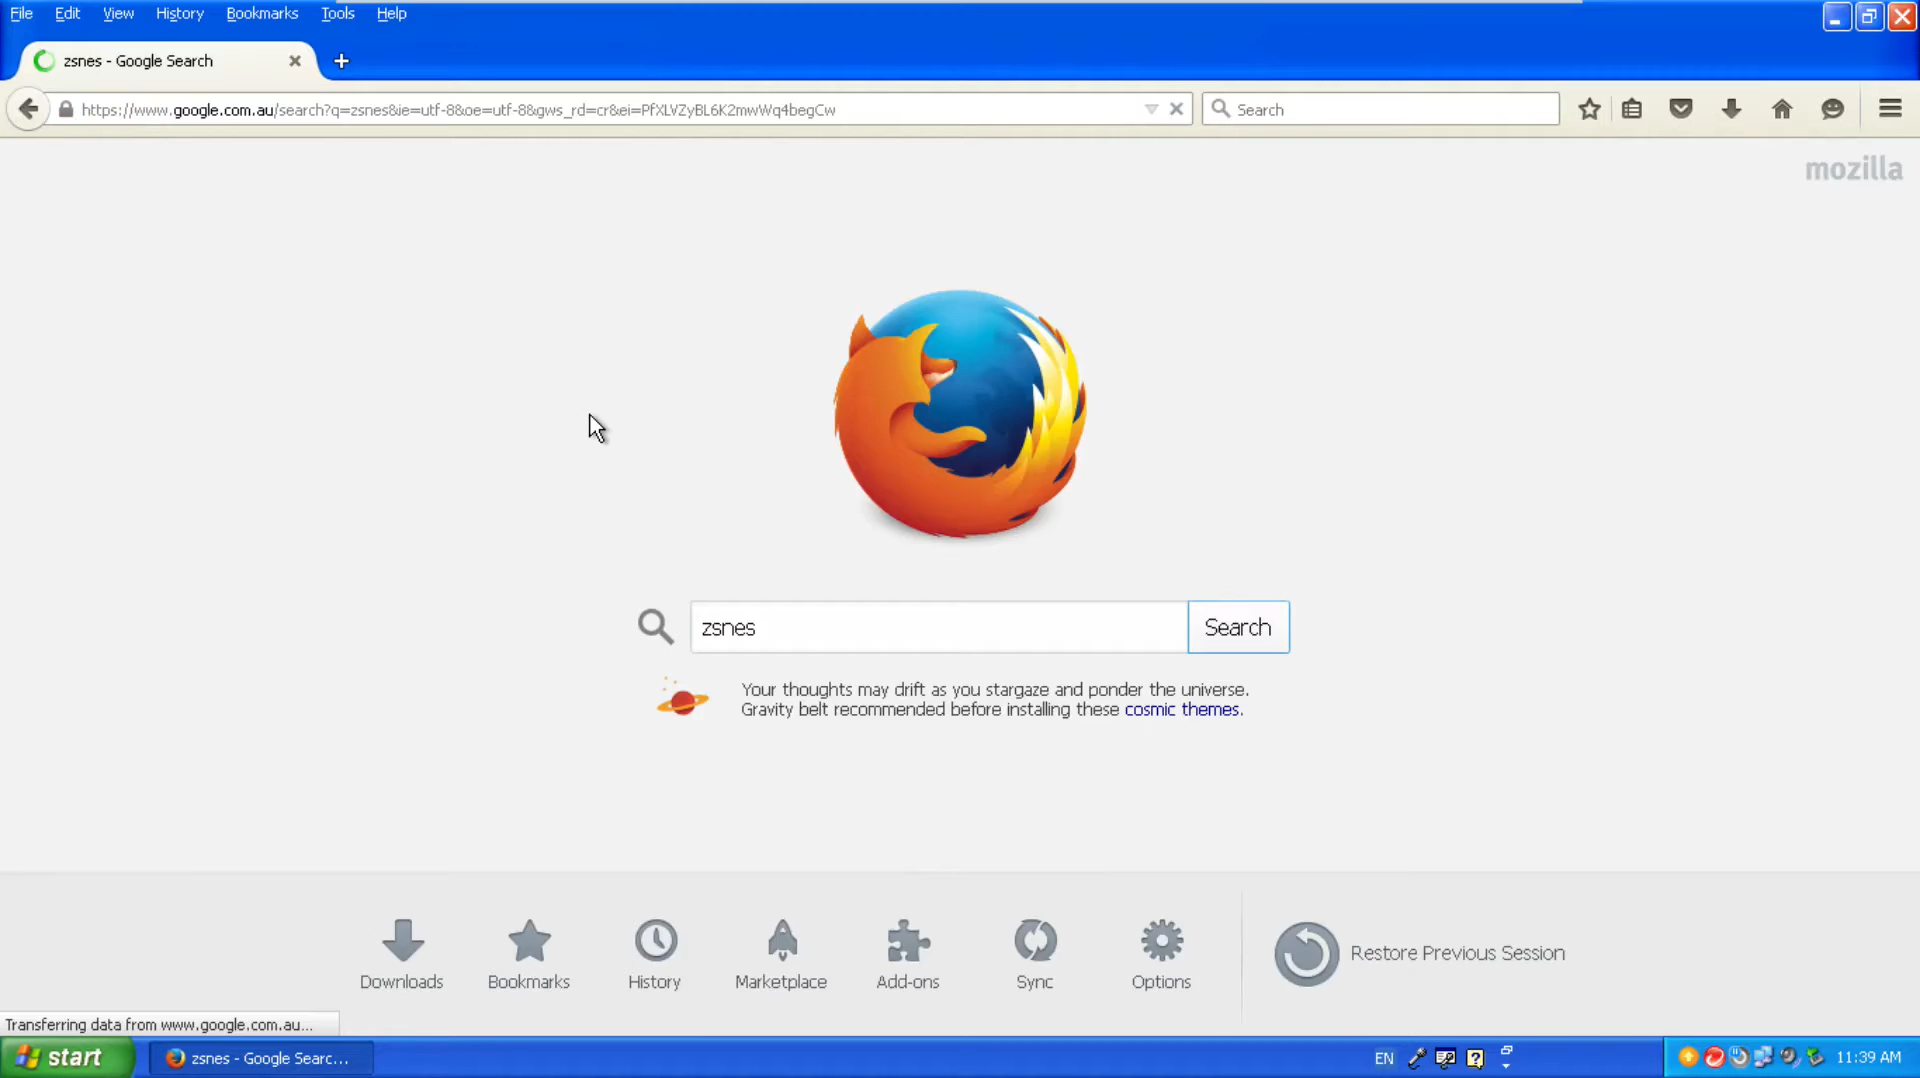 File Edit View History Bookmarks Tools Help
zsnes - Google Search
https://www.google.com.au/search?q=zsnes&ie=utf-8&oe=utf-8&gws_rd=cr&ei=PfXLVZyBL6K2mwWq4begCw
Search
mozilla
zsnes
Search
Your thoughts may drift as you stargaze and ponder the universe.
Gravity belt recommended before installing these cosmic themes.
Downloads Bookmarks History Marketplace Add-ons Sync Options
Restore Previous Session
Transferring data from www.google.com.au...
start
zsnes - Google Searc...
EN
11:39 AM